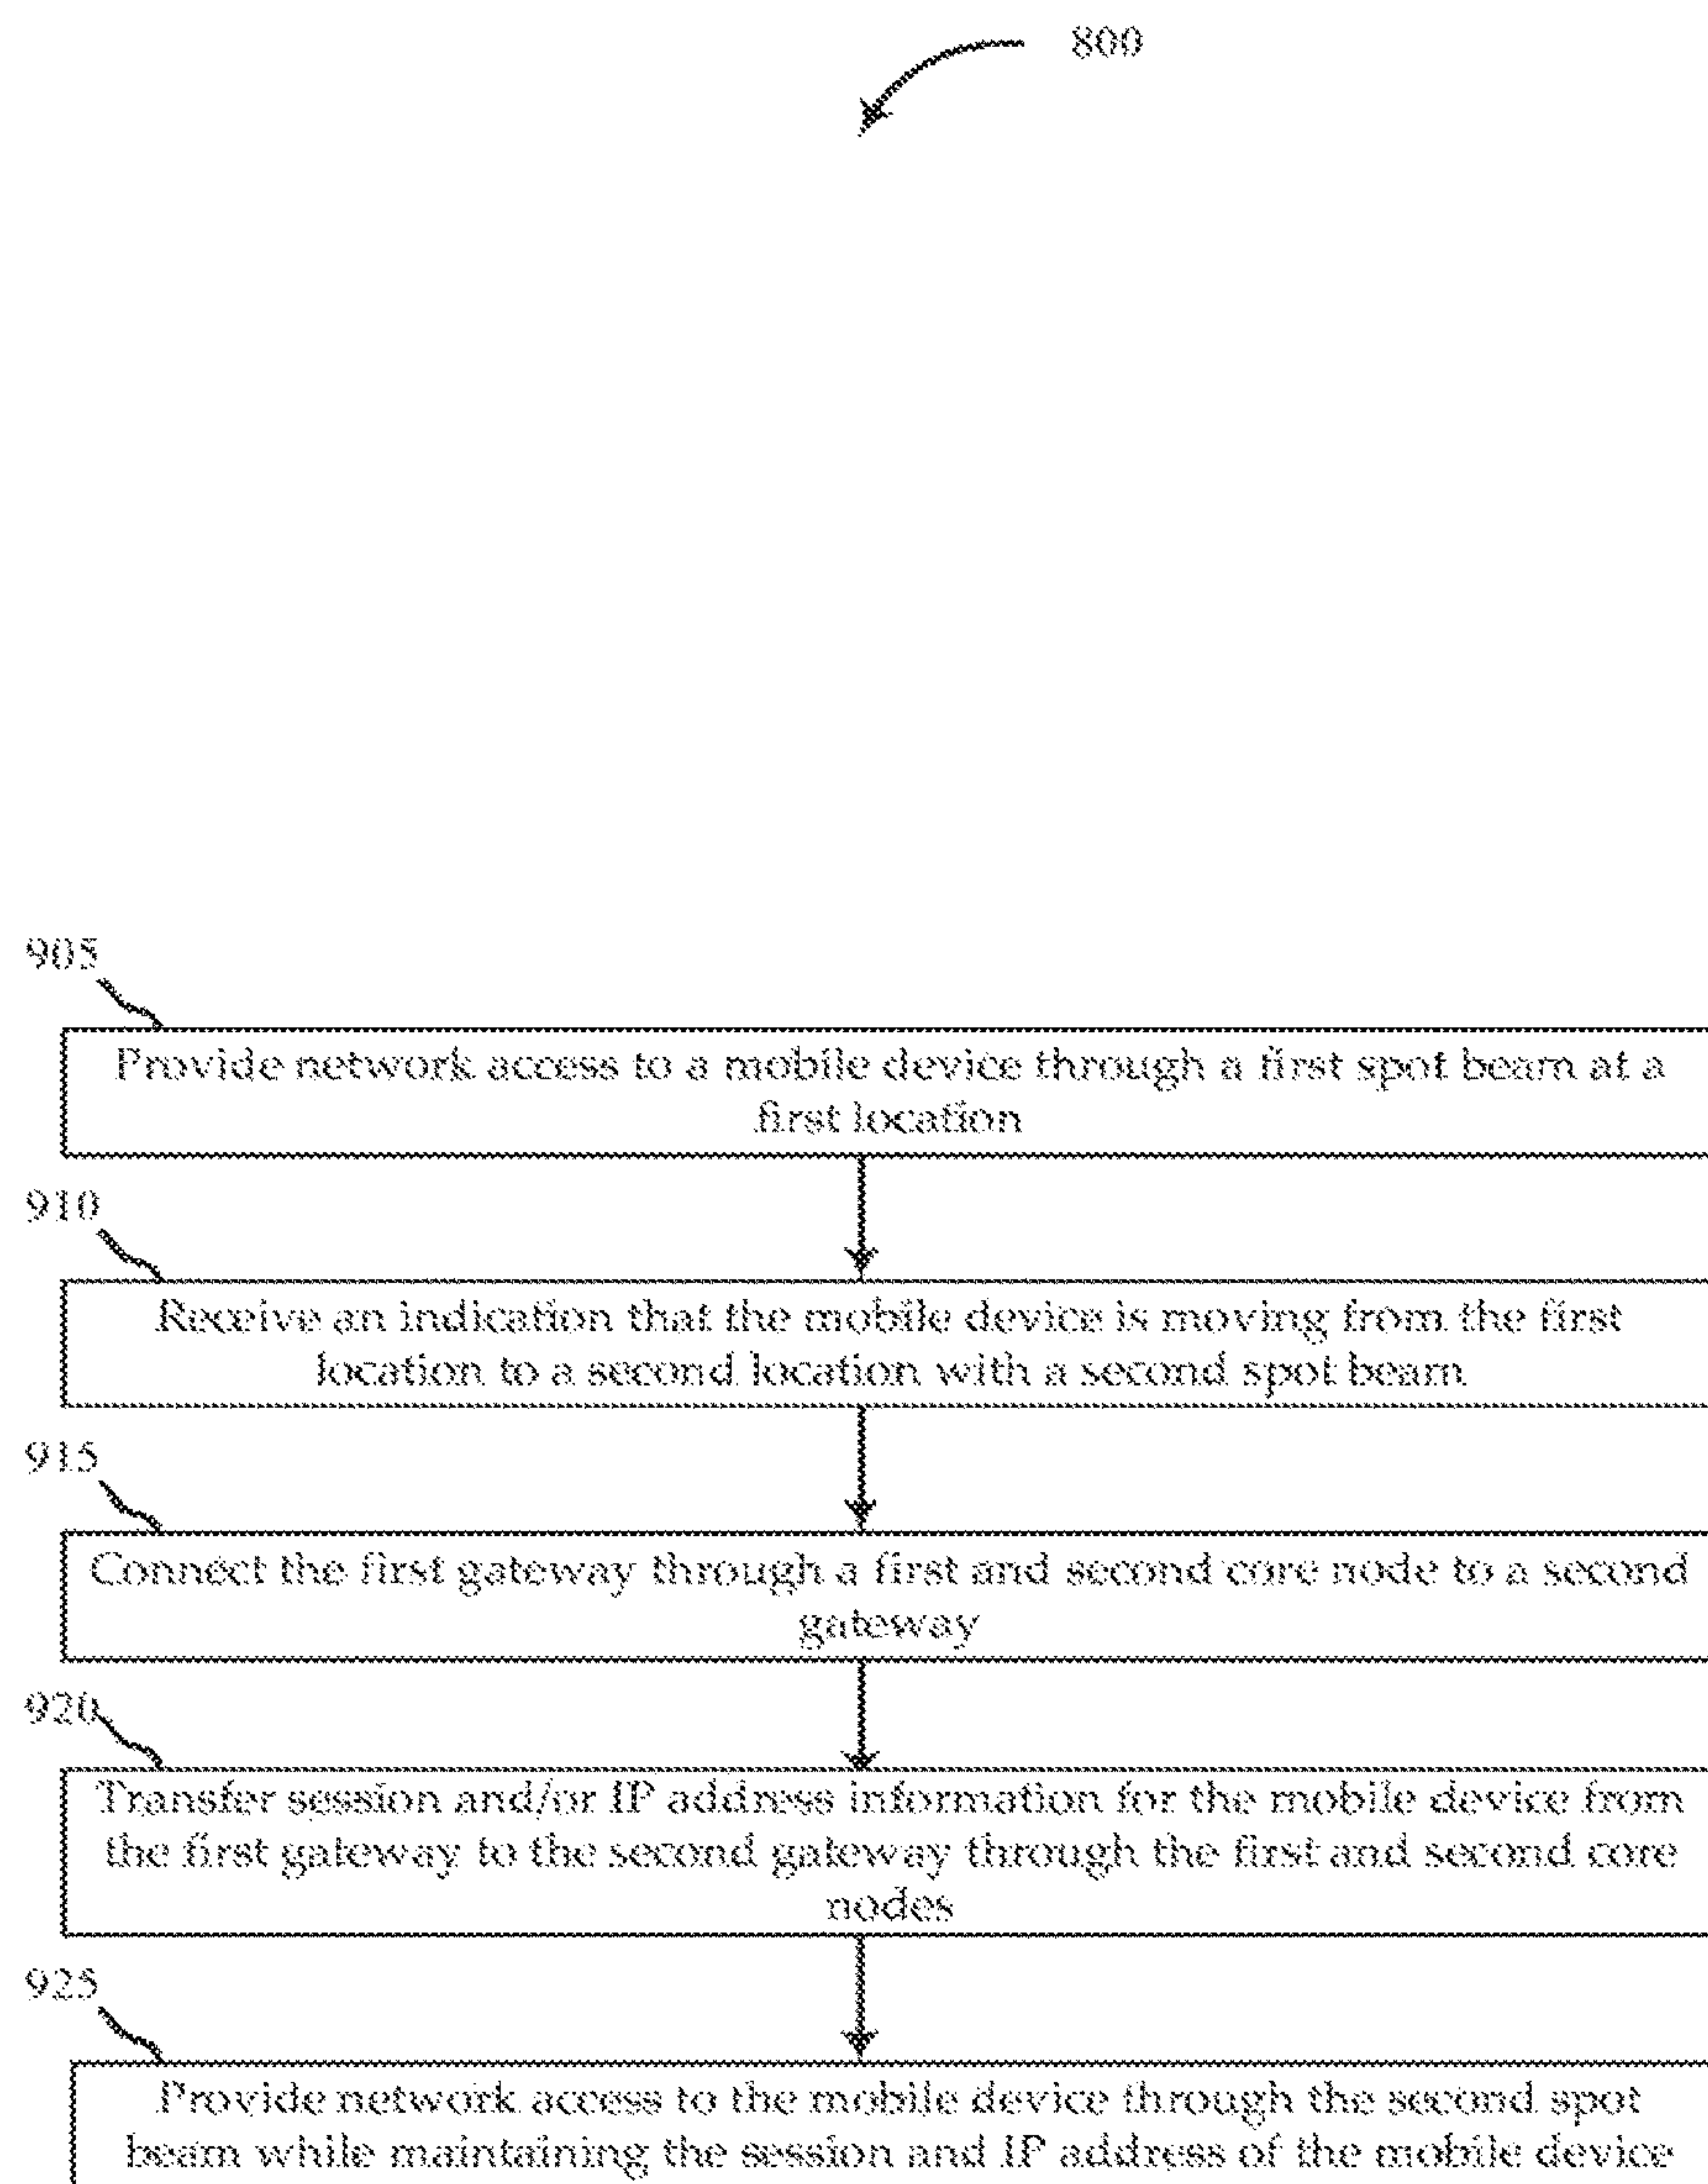 800
905
Provide network access to a mobile device through a first spot beam at a
first location
910
Receive an indication that the mobile device is moving from the first
location to a second location with a second spot beam
915
Connect the first gateway through a first and second core node to a second
gateway
920
Transfer session and/or IP address information for the mobile device from
the first gateway to the second gateway through the first and second core
nodes
925
Provide network access to the mobile device through the second spot
beam while maintaining the session and IP address of the mobile device